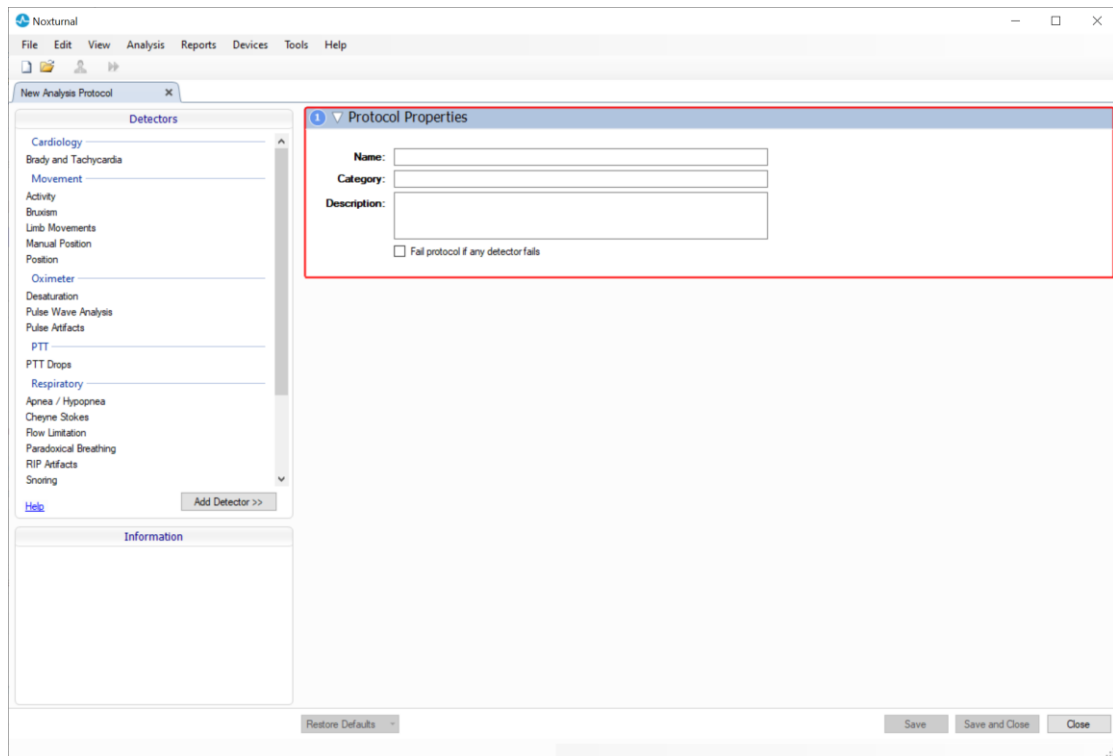 Noxturnal
File Edit View Analysis Reports Devices Tools Help
New Analysis Protocol
Detectors
Cardiology
Brady and Tachycardia
Movement
Activity
Bruxism
Limb Movements
Manual Position
Position
Oximeter
Desaturation
Pulse Wave Analysis
Pulse Artifacts
PTT
PTT Drops
Respiratory
Apnea / Hypopnea
Cheyne Stokes
Flow Limitation
Paradoxical Breathing
RIP Artifacts
Snoring
Help
Add Detector >>
Information
1 Protocol Properties
Name:
Category:
Description:
Fail protocol if any detector fails
Restore Defaults
Save Save and Close Close